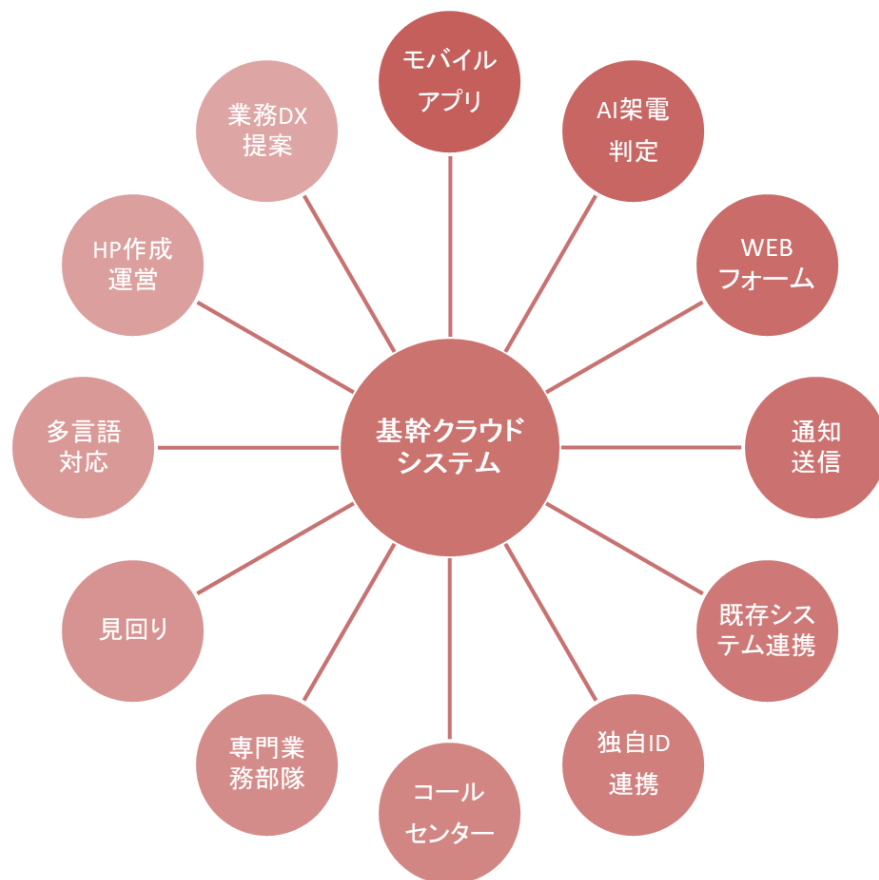 モバイル
アプリ
AI架電
判定
WEB
フォーム
通知
送信
既存シス
テム連携
独自ID
連携
コール
センター
専門業
務部隊
見回り
多言語
対応
HP作成
運営
業務DX
提案
基幹クラウド
システム